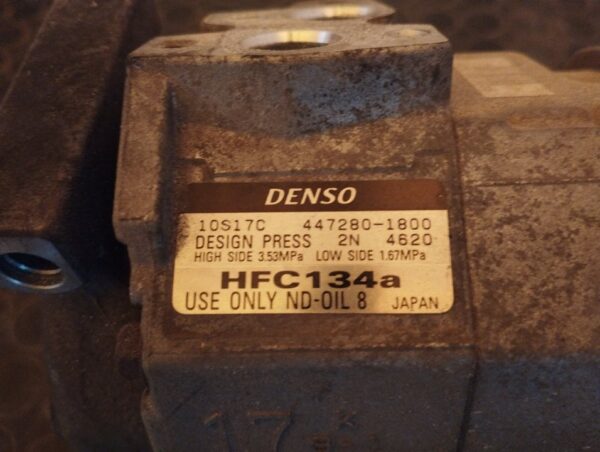 DENSO
10S17C 447280-1800
DESIGN PRESS 2N 4620
HIGH SIDE 3.53MPa LOW SIDE 1.67MPa
HFC134a
USE ONLY ND-OIL 8 JAPAN
17